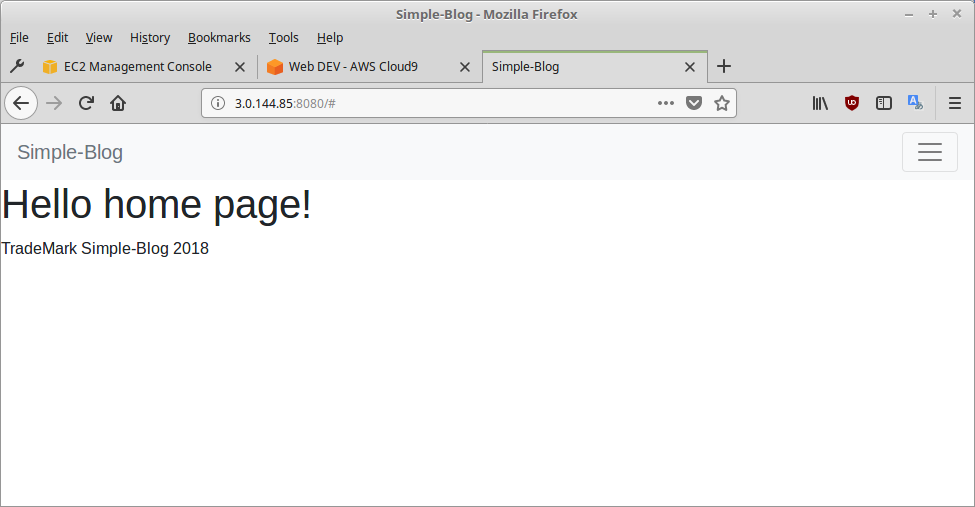 Simple-Blog - Mozilla Firefox
File Edit View History Bookmarks Tools Help
EC2 Management Console Web DEV - AWS Cloud9 Simple-Blog
3.0.144.85:8080/#
Simple-Blog
Hello home page!
TradeMark Simple-Blog 2018